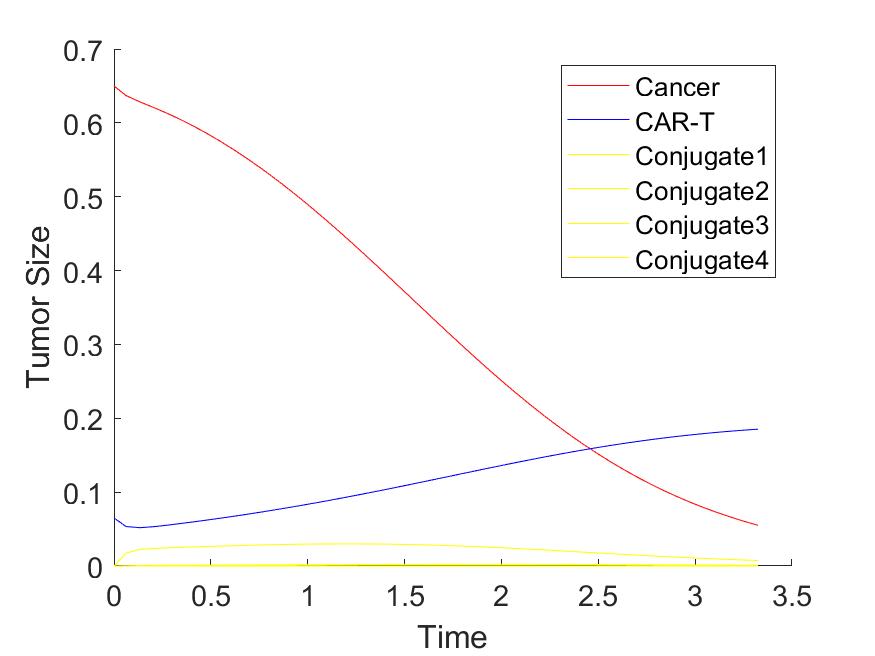 0.7
0.6
0.5
0.4
0.3
0.2
0.1
0
Tumor Size
Cancer
CAR-T
Conjugate1
Conjugate2
Conjugate3
Conjugate4
0 0.5 1 1.5 2 2.5 3 3.5
Time